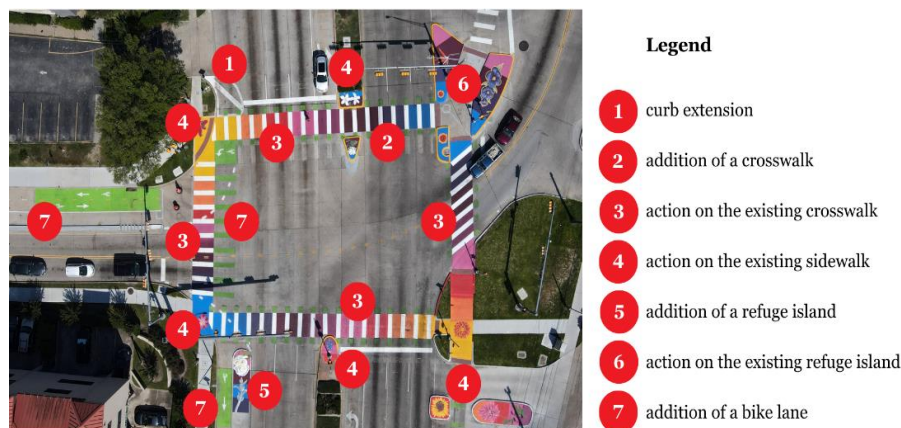 1
4
6
4
3
2
7
7
3
3
3
4
4
4
5
7
Legend
1 curb extension
2 addition of a crosswalk
3 action on the existing crosswalk
4 action on the existing sidewalk
5 addition of a refuge island
6 action on the existing refuge island
7 addition of a bike lane